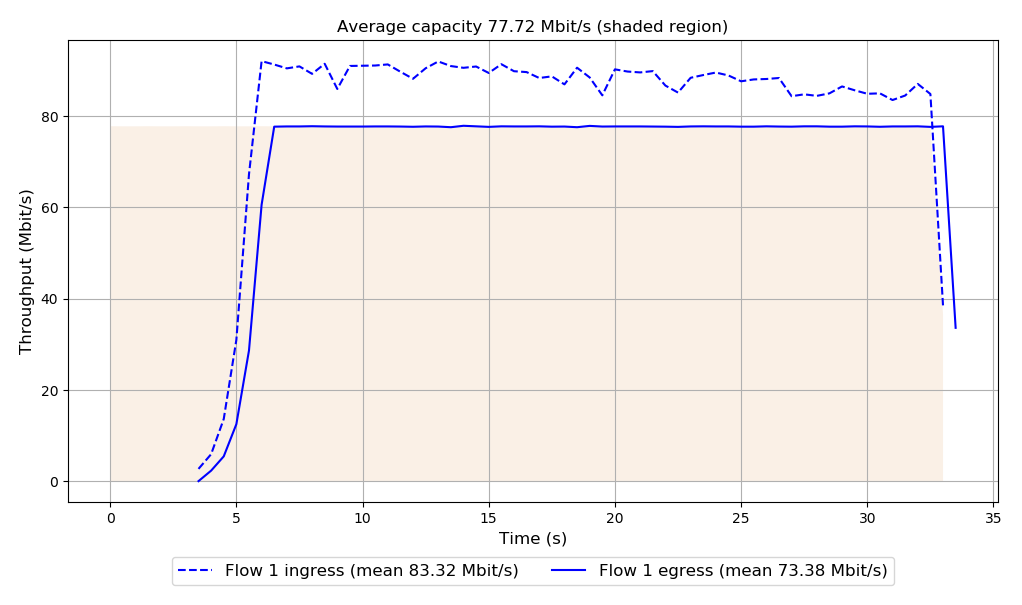 Average capacity 77.72 Mbit/s (shaded region)
Throughput (Mbit/s)
80
60
40
20
0
0 5 10 15 20 25 30 35
Time (s)
Flow 1 ingress (mean 83.32 Mbit/s) Flow 1 egress (mean 73.38 Mbit/s)